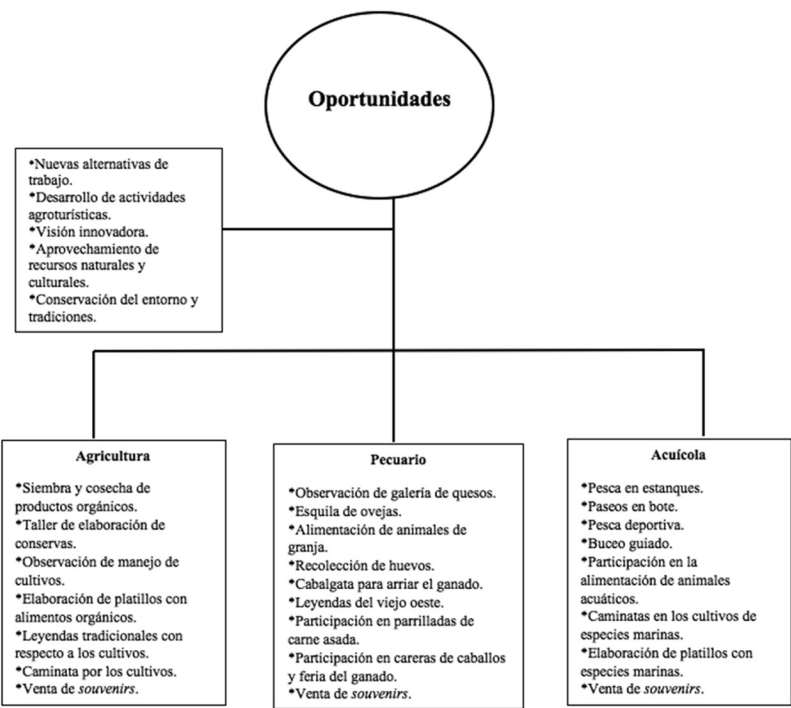 Oportunidades
*Nuevas alternativas de
trabajo.
*Desarrollo de actividades
agroturísticas.
*Visión innovadora.
*Aprovechamiento de
recursos naturales y
culturales.
*Conservación del entorno y
tradiciones.
Agricultura
*Siembra y cosecha de
productos orgánicos.
*Taller de elaboración de
conservas.
*Observación de manejo de
cultivos.
*Elaboración de platillos con
alimentos orgánicos.
*Leyendas tradicionales con
respecto a los cultivos.
*Caminata por los cultivos.
*Venta de souvenirs.
Pecuario
*Observación de galería de quesos.
*Esquila de ovejas.
*Alimentación de animales de
granja.
*Recolección de huevos.
*Cabalgata para arriar el ganado.
*Leyendas del viejo oeste.
*Participación en parrilladas de
carne asada.
*Participación en careras de caballos
y feria del ganado.
*Venta de souvenirs.
Acuícola
*Pesca en estanques.
*Paseos en bote.
*Pesca deportiva.
*Buceo guiado.
*Participación en la
alimentación de animales
acuáticos.
*Caminatas en los cultivos de
especies marinas.
*Elaboración de platillos con
especies marinas.
*Venta de souvenirs.